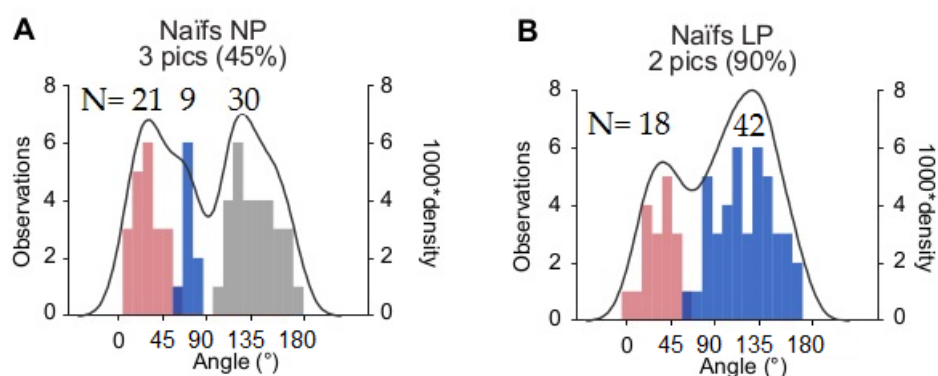 A
Naïfs NP
3 pics (45%)
N= 21 9 30
8
6
4
2
0
Observations
8
6
4
2
0
1000*density
0 45 90 135 180
Angle (°)
B
Naïfs LP
2 pics (90%)
N= 18 42
8
6
4
2
0
Observations
8
6
4
2
0
1000*density
0 45 90 135 180
Angle (°)